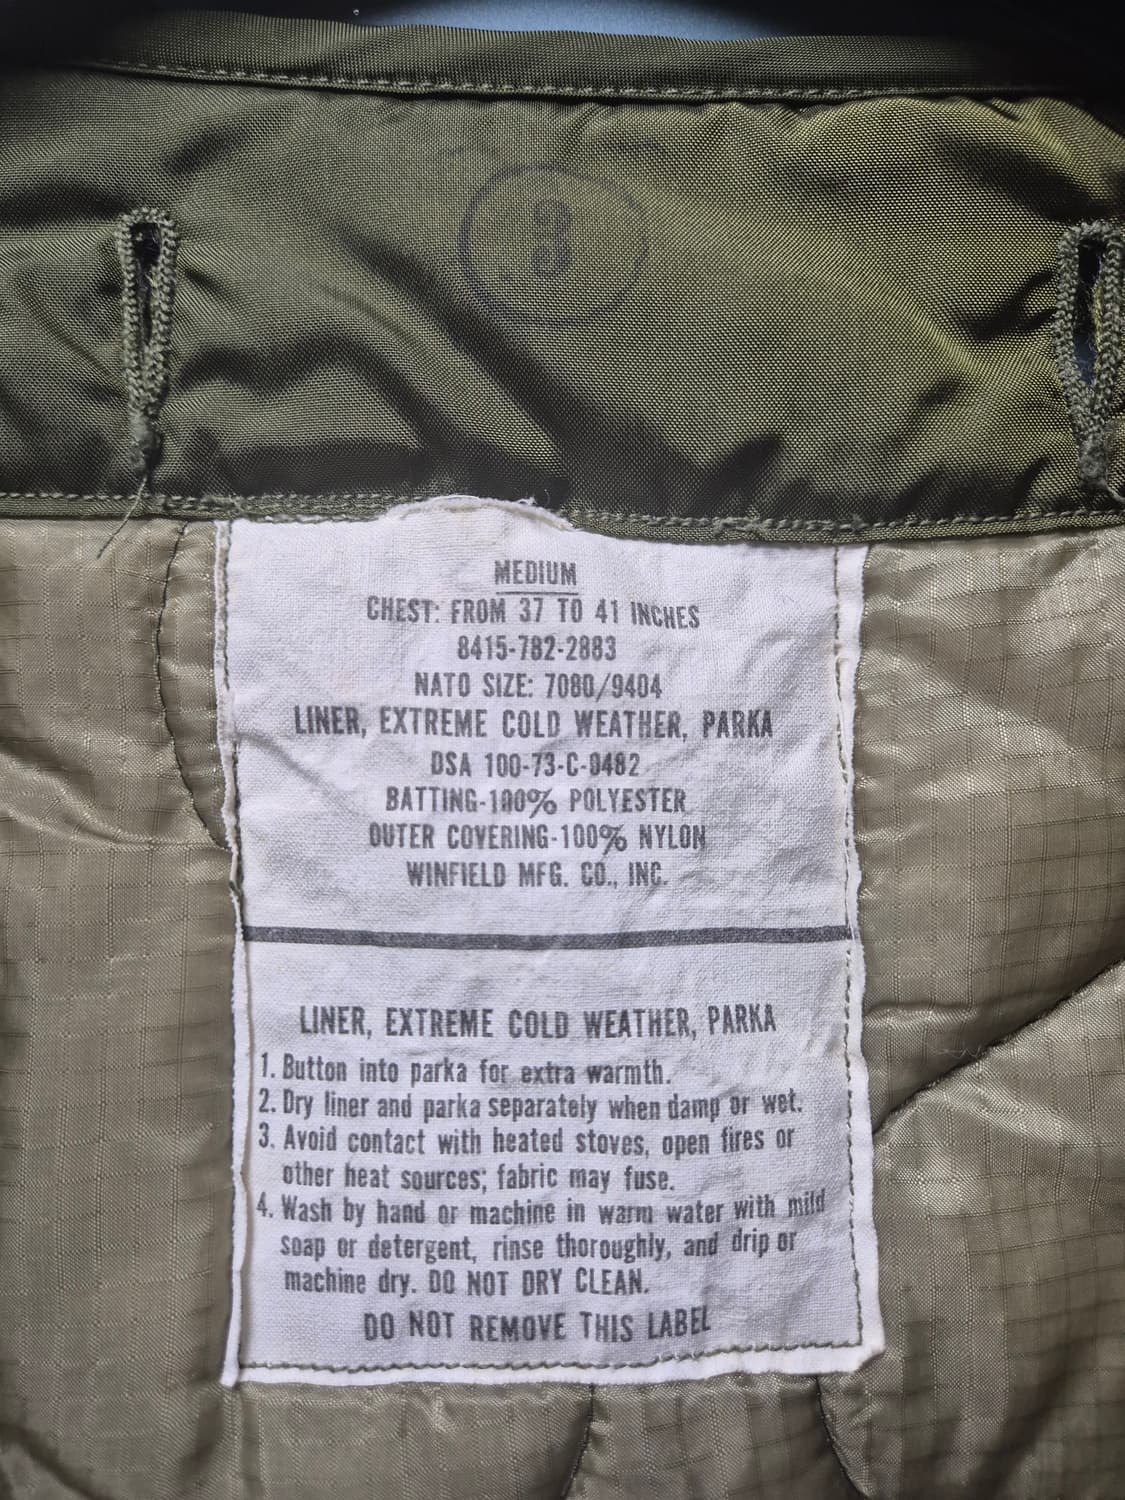 3
MEDIUM
CHEST: FROM 37 TO 41 INCHES
8415-782-2883
NATO SIZE: 7080/9404
LINER, EXTREME COLD WEATHER, PARKA
DSA 100-73-C-0482
BATTING-100% POLYESTER
OUTER COVERING-100% NYLON
WINFIELD MFG. CO., INC.
LINER, EXTREME COLD WEATHER, PARKA
1. Button into parka for extra warmth.
2. Dry liner and parka separately when damp or wet.
3. Avoid contact with heated stoves, open fires or
other heat sources; fabric may fuse.
4. Wash by hand or machine in warm water with mild
soap or detergent, rinse thoroughly, and drip or
machine dry. DO NOT DRY CLEAN.
DO NOT REMOVE THIS LABEL